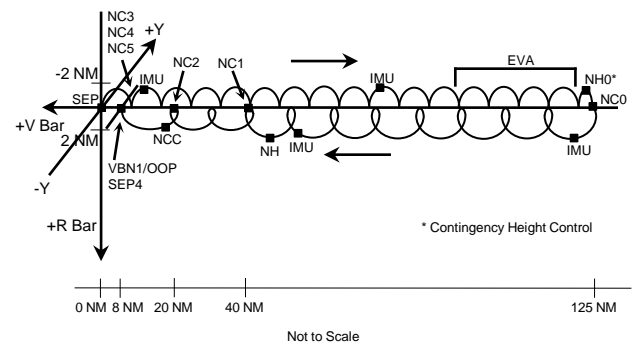 NC3
NC4
NC5
+Y
-2 NM
IMU
NC2
NC1
IMU
EVA
NH0*
SEP
NC0
+V Bar
2 NM
NCC
NH
IMU
IMU
VBN1/OOP
SEP4
-Y
+R Bar
* Contingency Height Control
0 NM
8 NM
20 NM
40 NM
125 NM
Not to Scale